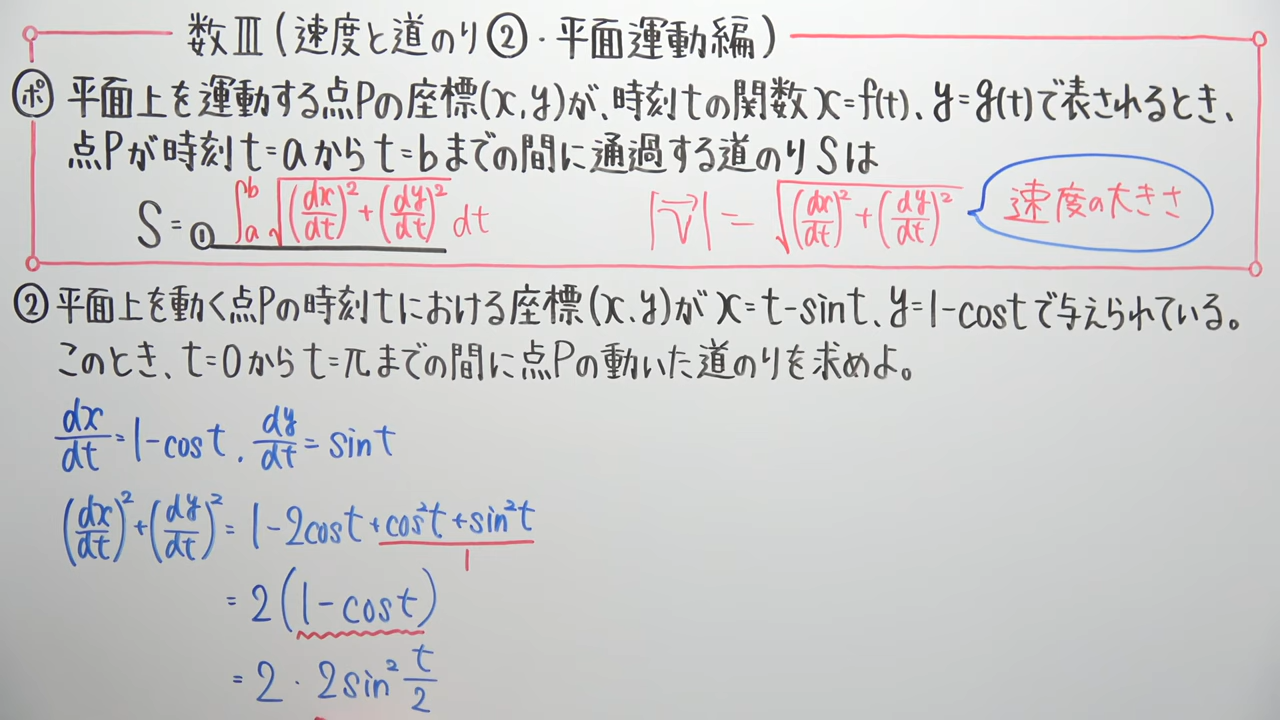 数Ⅲ(速度と道のり②・平面運動編)
ポ 平面上を運動する点Pの座標(x,y)が、時刻tの関数x=f(t)、y=g(t)で表されるとき、
点Pが時刻t=aからt=bまでの間に通過する道のりSは
S=① ∫_a^b √((dx/dt)²+(dy/dt)²) dt |v→|=√((dx/dt)²+(dy/dt)²) 速度の大きさ
② 平面上を動く点Pの時刻tにおける座標(x,y)がx=t-sint、y=1-costで与えられている。
このとき、t=0からt=πまでの間に点Pの動いた道のりを求めよ。
dx/dt=1-cost, dy/dt=sint
(dx/dt)²+(dy/dt)²=1-2cost+cos²t+sin²t
1
=2(1-cost)
=2・2sin² t/2